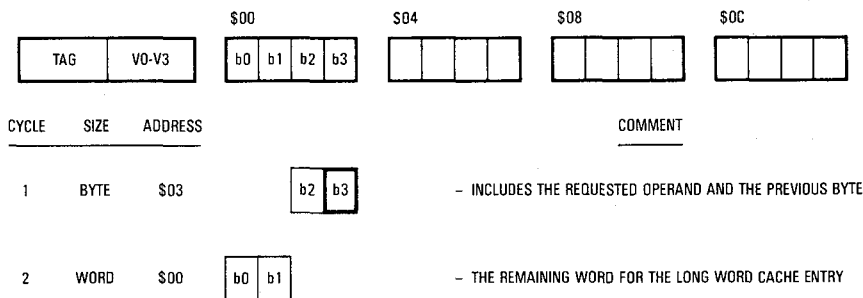 $00 $04 $08 $0C
TAG V0-V3 b0 b1 b2 b3
CYCLE SIZE ADDRESS COMMENT
1 BYTE $03 b2 b3 – INCLUDES THE REQUESTED OPERAND AND THE PREVIOUS BYTE
2 WORD $00 b0 b1 – THE REMAINING WORD FOR THE LONG WORD CACHE ENTRY